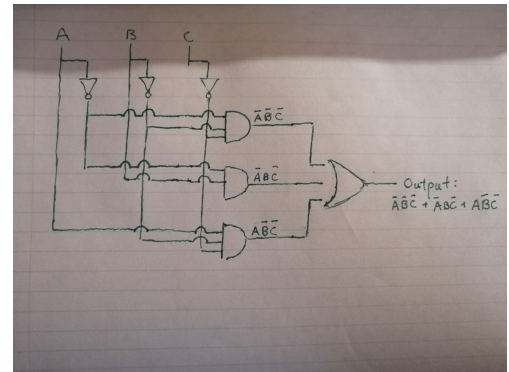 A B C
A̅B̅C̅
A̅BC̅
AB̅C̅
Output:
A̅B̅C̅ + A̅BC̅ + AB̅C̅